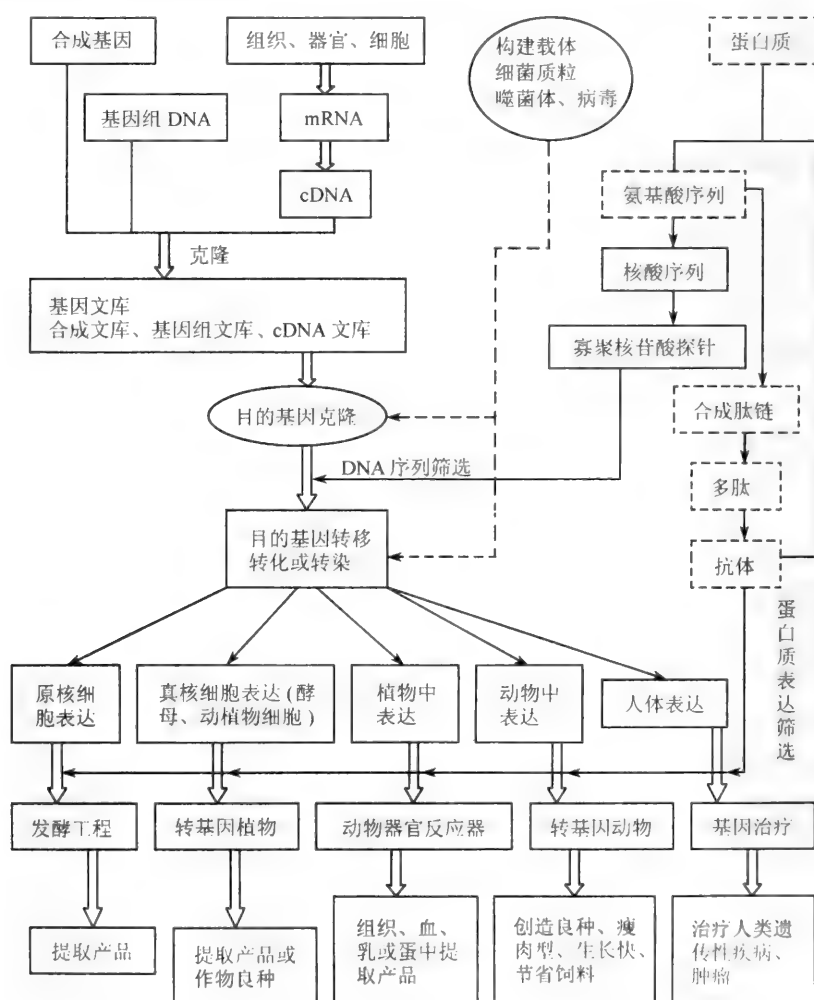 合成基因
组织、器官、细胞
构建载体
细菌质粒
噬菌体、病毒
蛋白质
基因组 DNA
mRNA
cDNA
氨基酸序列
克隆
核酸序列
基因文库
合成文库、基因组文库、cDNA 文库
寡聚核苷酸探针
目的基因克隆
合成肽链
DNA 序列筛选
多肽
目的基因转移
转化或转染
抗体
蛋白质表达筛选
原核细
胞表达
真核细胞表达(酵
母、动植物细胞)
植物中
表达
动物中
表达
人体表达
发酵工程
转基因植物
动物器官反应器
转基因动物
基因治疗
提取产品
提取产品或
作物良种
组织、血、
乳或蛋中提
取产品
创造良种、瘦
肉型、生长快、
节省饲料
治疗人类遗
传性疾病、
肿瘤